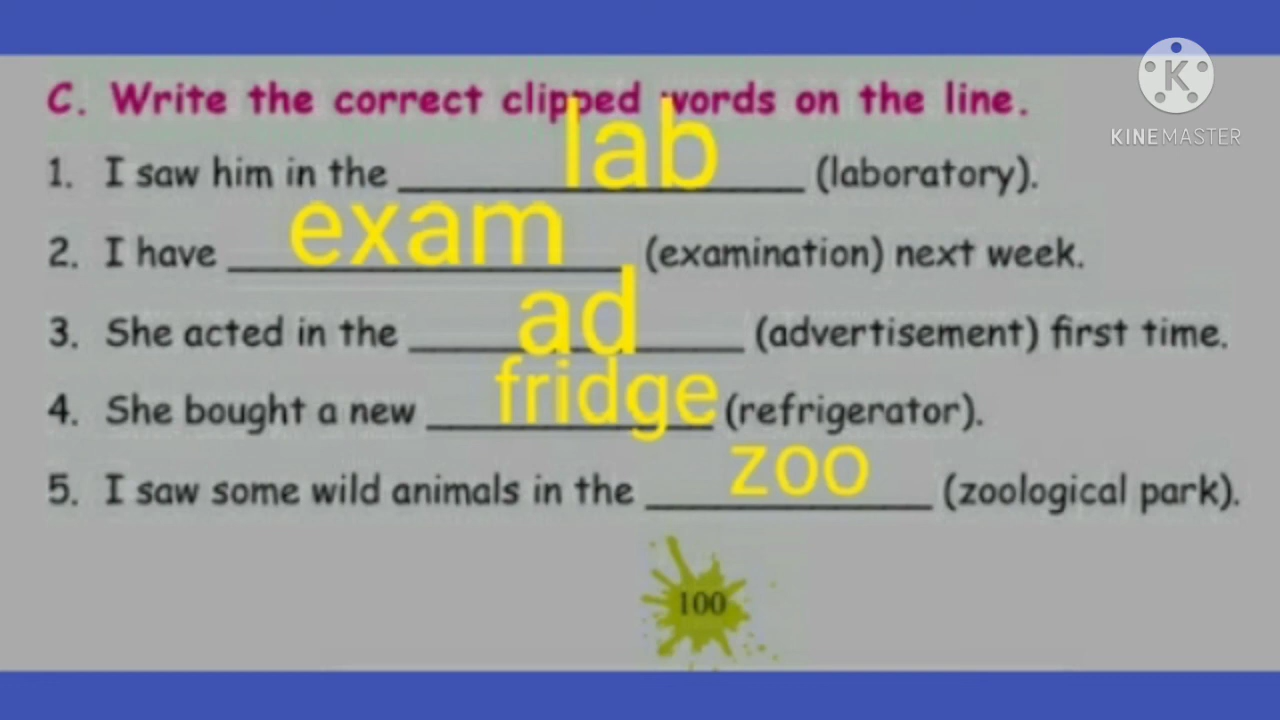 C. Write the correct clipped words on the line.
1. I saw him in the lab (laboratory).
2. I have exam (examination) next week.
3. She acted in the ad (advertisement) first time.
4. She bought a new fridge (refrigerator).
5. I saw some wild animals in the zoo (zoological park).
100
K
KINEMASTER